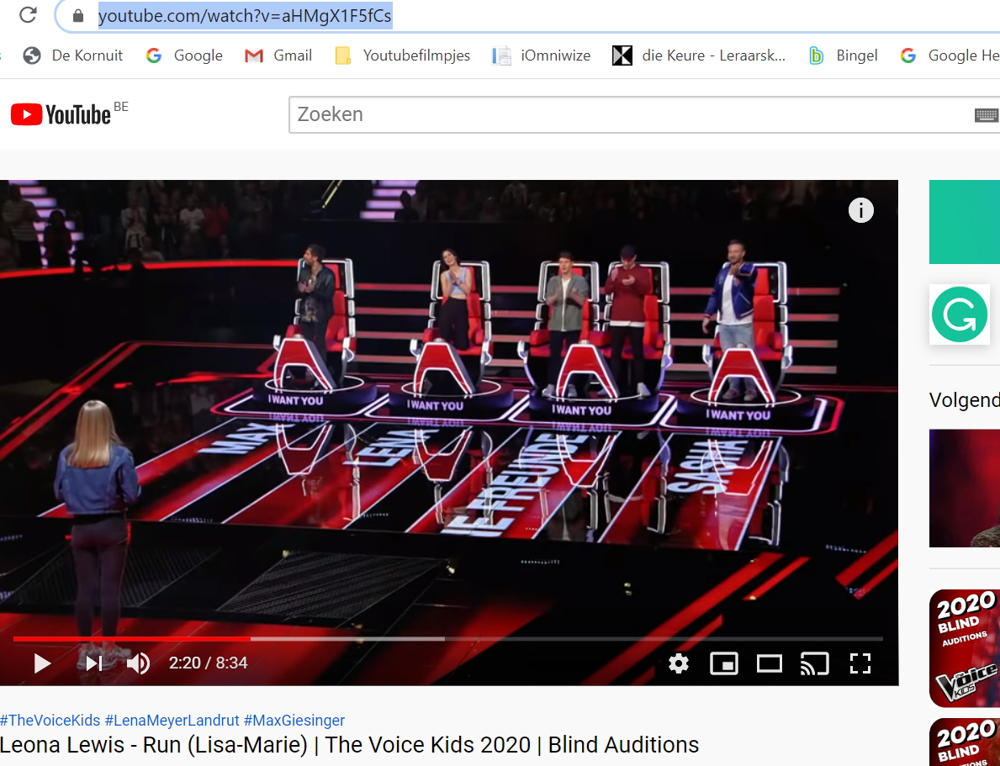 youtube.com/watch?v=aHMgX1F5fCs
De Kornuit Google Gmail Youtubefilmpjes iOmniwize die Keure - Leraarsk... Bingel Google He
YouTube BE
Zoeken
i
I WANT YOU I WANT YOU I WANT YOU I WANT YOU
MAX LENA IE FREUNDE SASHA
2:20 / 8:34
#TheVoiceKids #LenaMeyerLandrut #MaxGiesinger
Leona Lewis - Run (Lisa-Marie) | The Voice Kids 2020 | Blind Auditions
G
Volgend
2020
BLIND
AUDITIONS
THE
Voice
KIDS
2020
BLIND
IONS